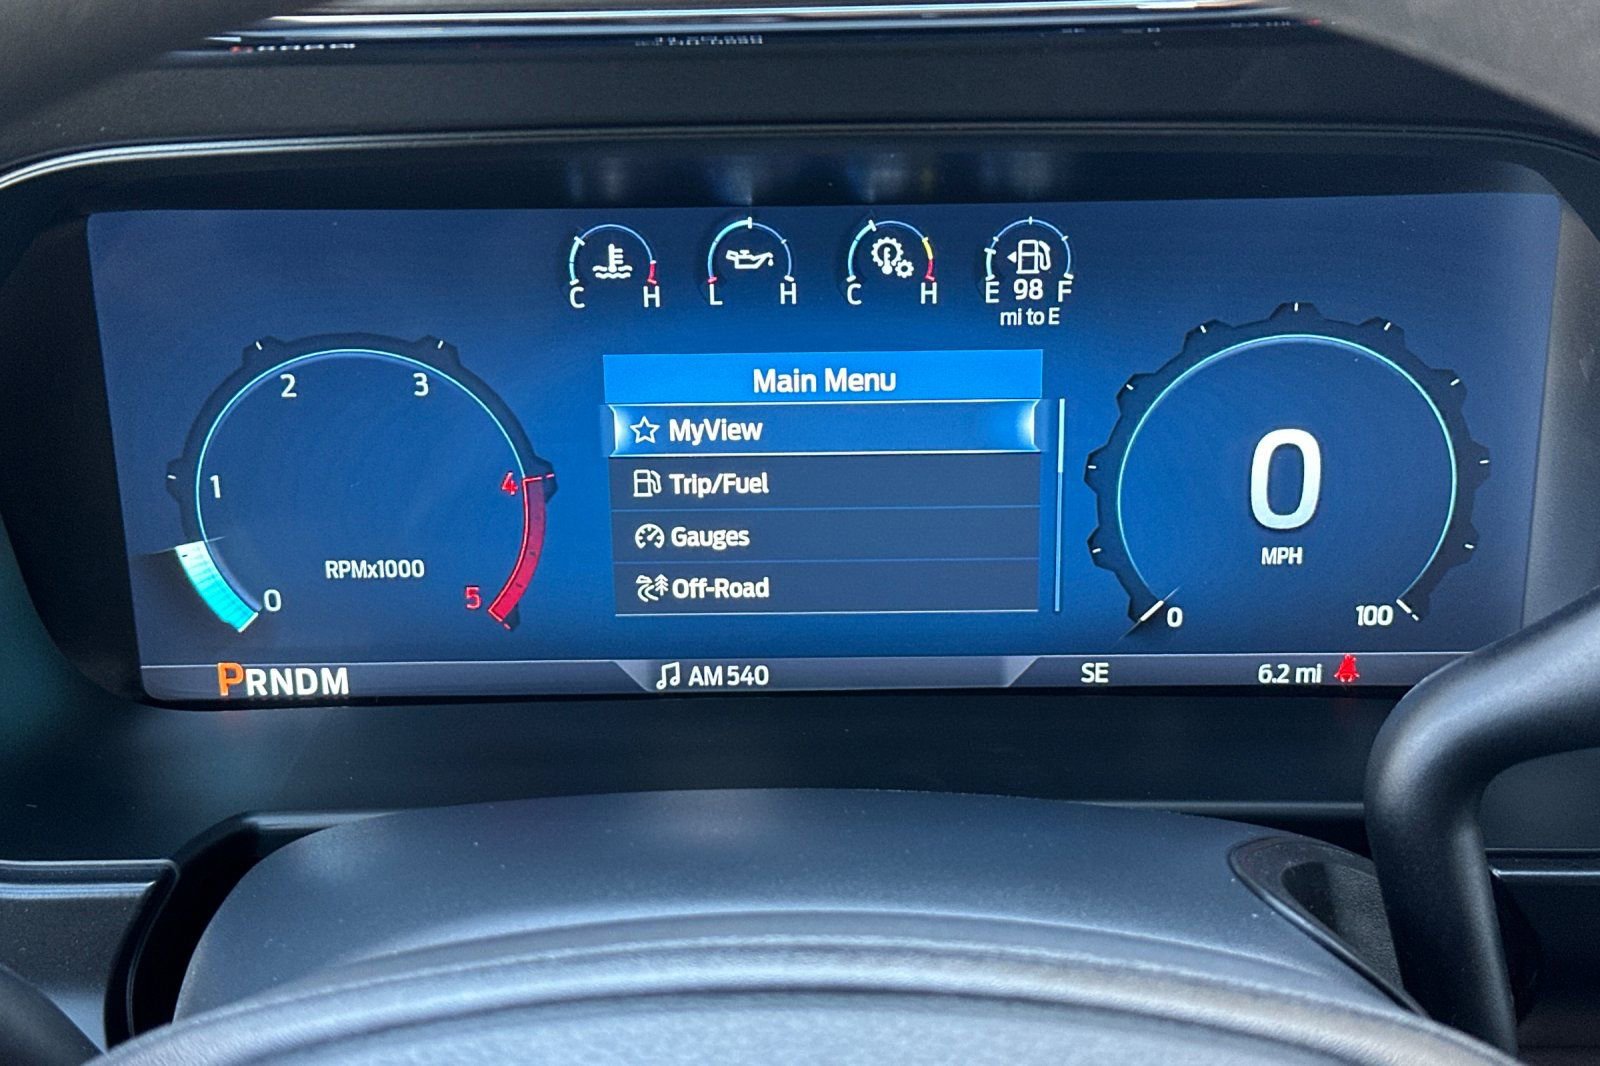 C H
L H
C H
E 98 F
mi to E
2 3
1 4
RPMx1000
0 5
Main Menu
MyView
Trip/Fuel
Gauges
Off-Road
0
MPH
0 100
PRNDM
AM 540
SE
6.2 mi